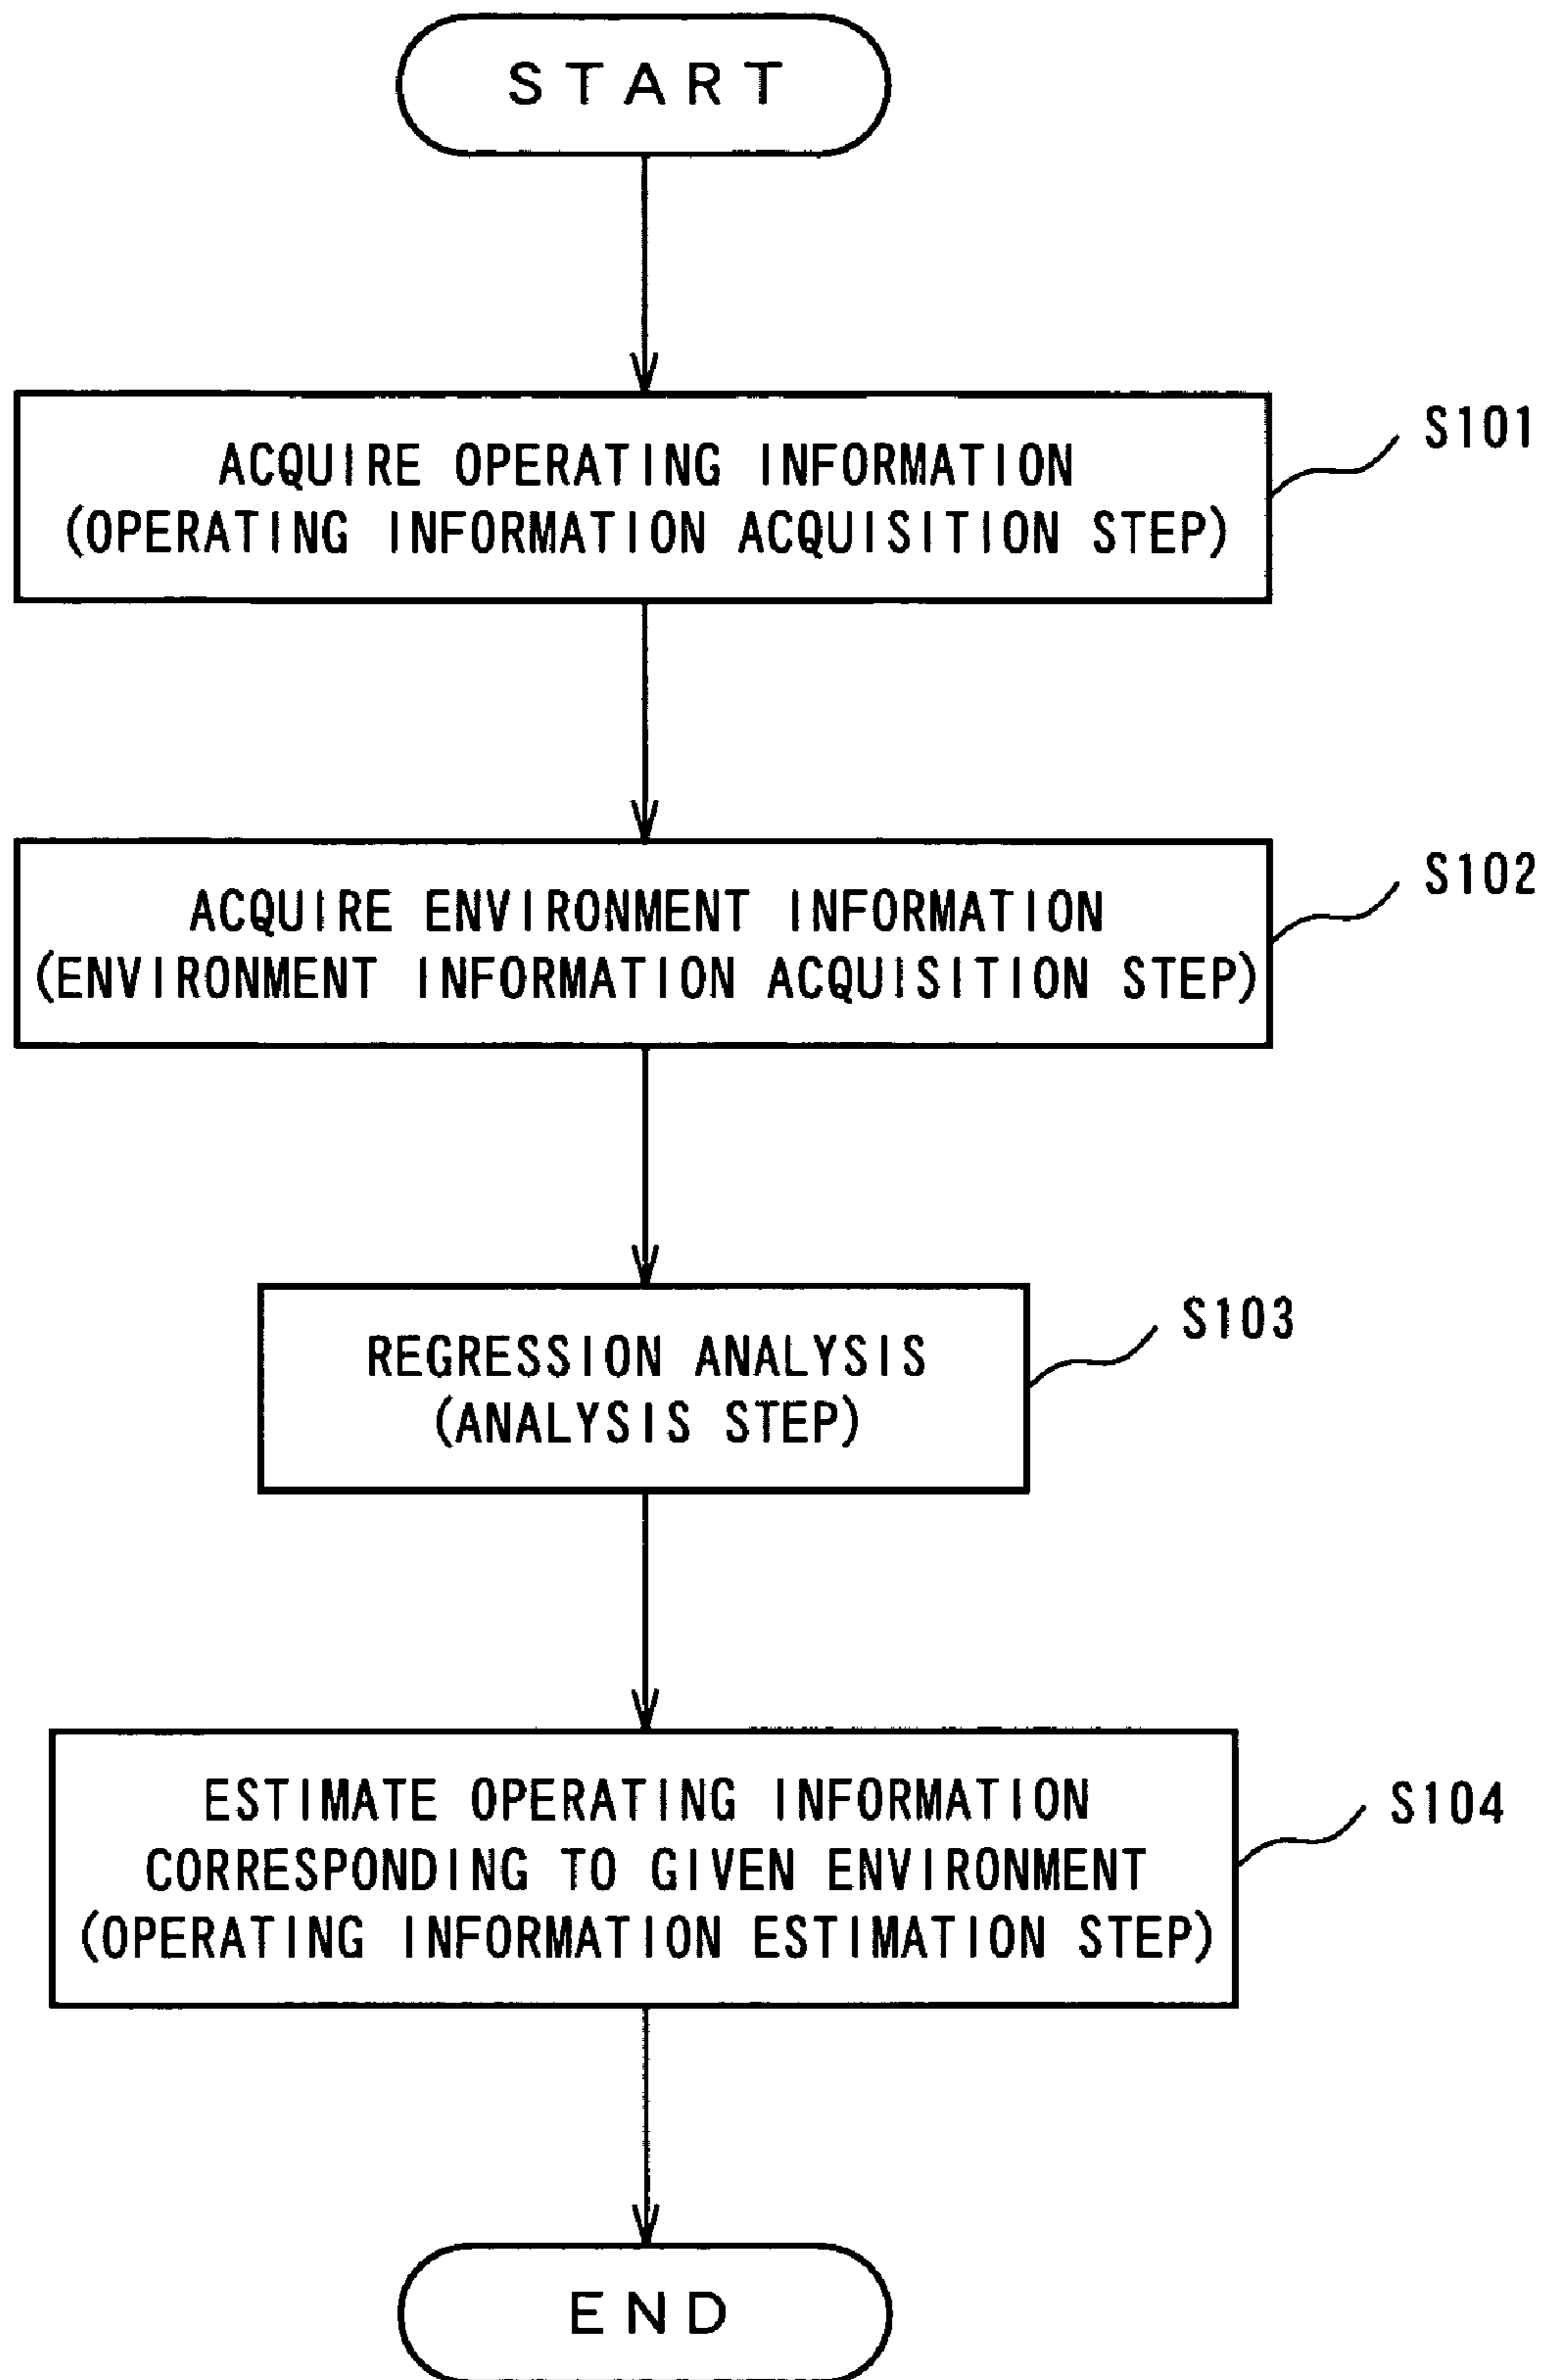 START
ACQUIRE OPERATING INFORMATION
(OPERATING INFORMATION ACQUISITION STEP)
S101
ACQUIRE ENVIRONMENT INFORMATION
(ENVIRONMENT INFORMATION ACQUISITION STEP)
S102
REGRESSION ANALYSIS
(ANALYSIS STEP)
S103
ESTIMATE OPERATING INFORMATION
CORRESPONDING TO GIVEN ENVIRONMENT
(OPERATING INFORMATION ESTIMATION STEP)
S104
END